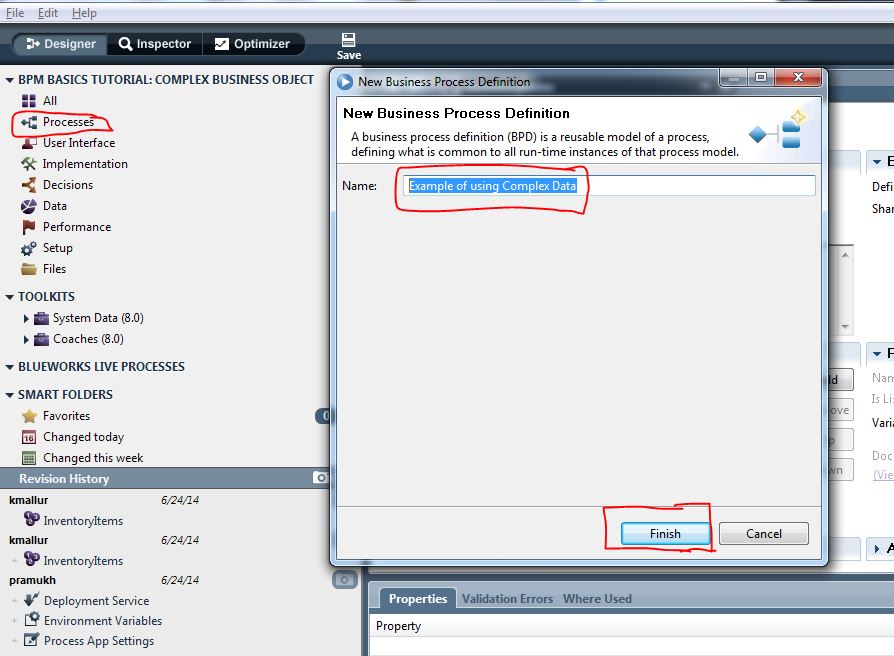 File Edit Help
Designer Inspector Optimizer Save
BPM BASICS TUTORIAL: COMPLEX BUSINESS OBJECT
All
Processes
User Interface
Implementation
Decisions
Data
Performance
Setup
Files
TOOLKITS
System Data (8.0)
Coaches (8.0)
BLUEWORKS LIVE PROCESSES
SMART FOLDERS
Favorites 0
Changed today
Changed this week
Revision History
kmallur 6/24/14
InventoryItems
kmallur 6/24/14
InventoryItems
pramukh 6/24/14
Deployment Service
Environment Variables
Process App Settings
New Business Process Definition
New Business Process Definition
A business process definition (BPD) is a reusable model of a process,
defining what is common to all run-time instances of that process model.
Name: Example of using Complex Data
Finish Cancel
E
Defi
Shar
F
ld Nam
ove Is Li
Varia
p
Doc
wn (Vie
A
Properties Validation Errors Where Used
Property